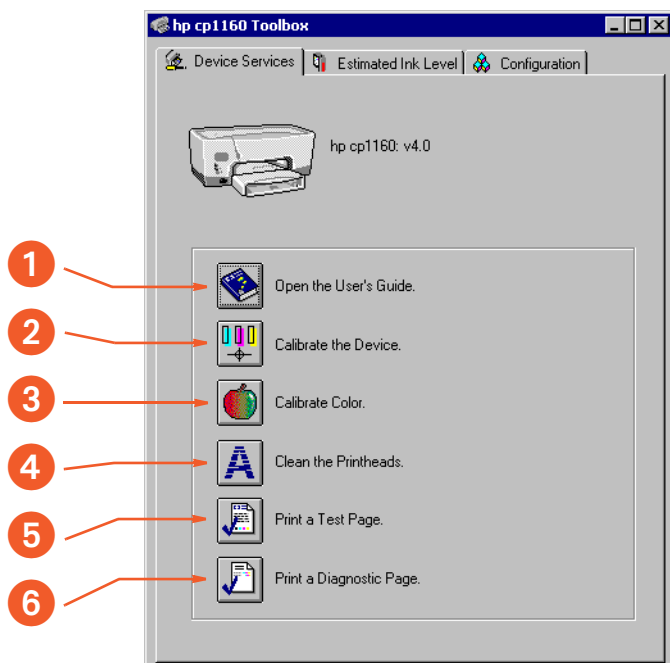 hp cp1160 Toolbox
Device Services Estimated Ink Level Configuration
hp cp1160: v4.0
1 Open the User's Guide.
2 Calibrate the Device.
3 Calibrate Color.
4 Clean the Printheads.
5 Print a Test Page.
6 Print a Diagnostic Page.